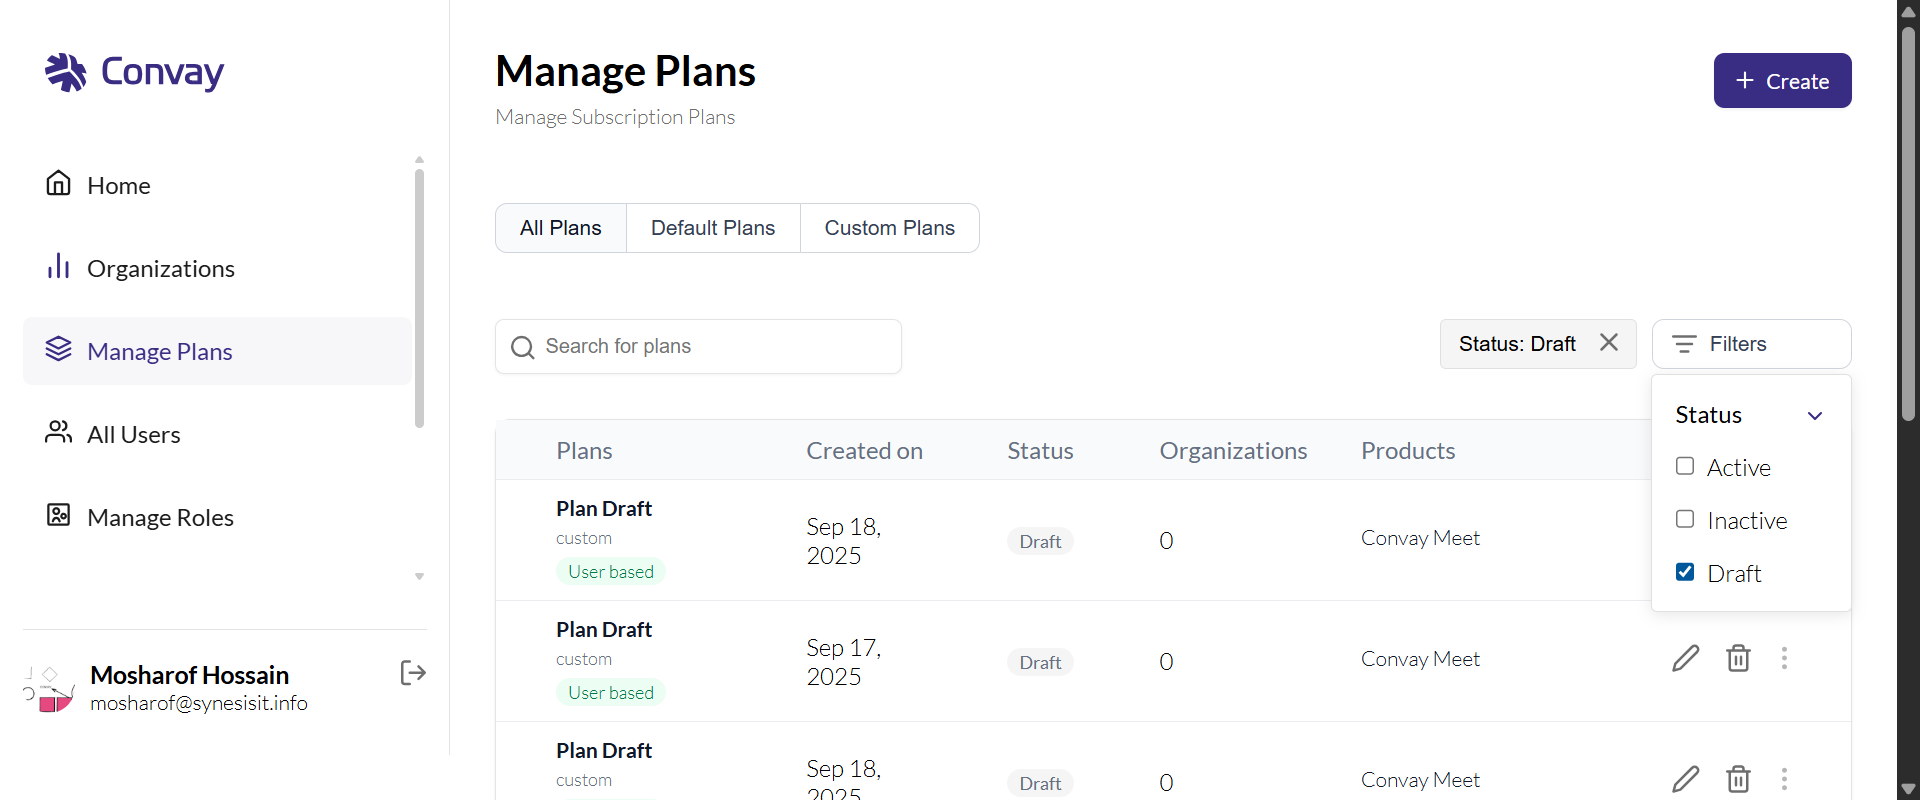 Convay
Home
Organizations
Manage Plans
All Users
Manage Roles
Mosharof Hossain
mosharof@synesisit.info
Manage Plans
Manage Subscription Plans
Create
All Plans
Default Plans
Custom Plans
Search for plans
Status: Draft
Filters
Status
Active
Inactive
Draft
Plans
Created on
Status
Organizations
Products
Plan Draft
custom
User based
Sep 18,
2025
Draft
0
Convay Meet
Plan Draft
custom
User based
Sep 17,
2025
Draft
0
Convay Meet
Plan Draft
custom
Sep 18,
2025
Draft
0
Convay Meet